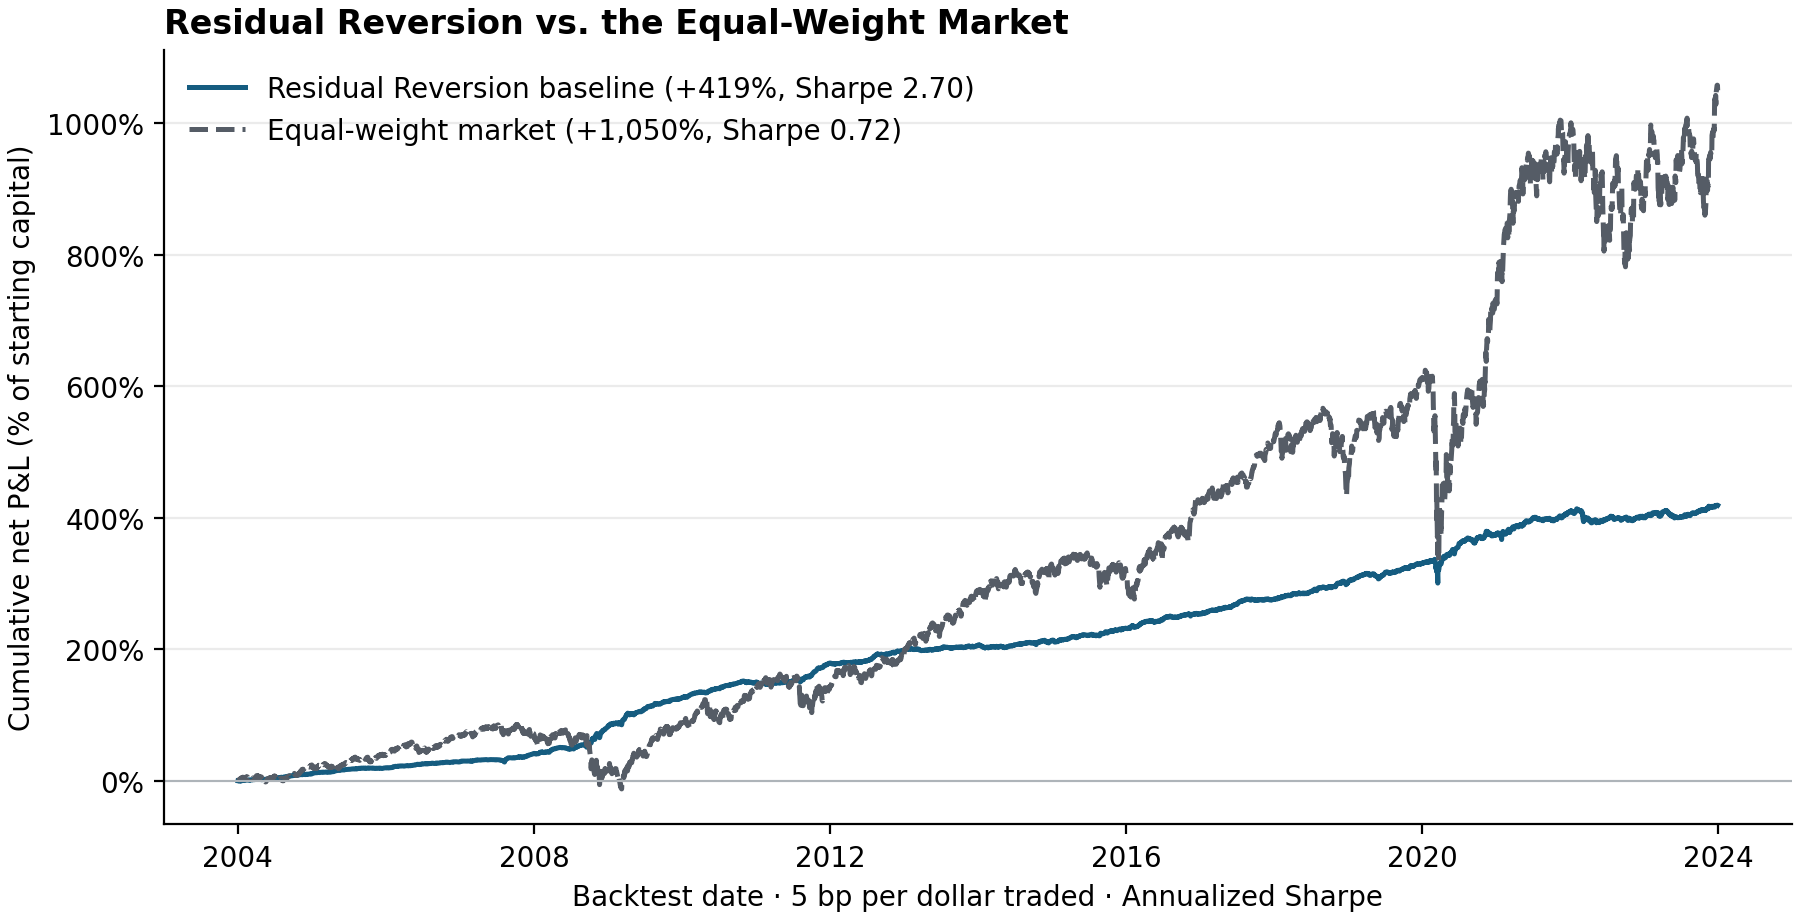 Residual Reversion vs. the Equal-Weight Market
Residual Reversion baseline (+419%, Sharpe 2.70)
Equal-weight market (+1,050%, Sharpe 0.72)
Cumulative net P&L (% of starting capital)
1000%
800%
600%
400%
200%
0%
2004 2008 2012 2016 2020 2024
Backtest date · 5 bp per dollar traded · Annualized Sharpe